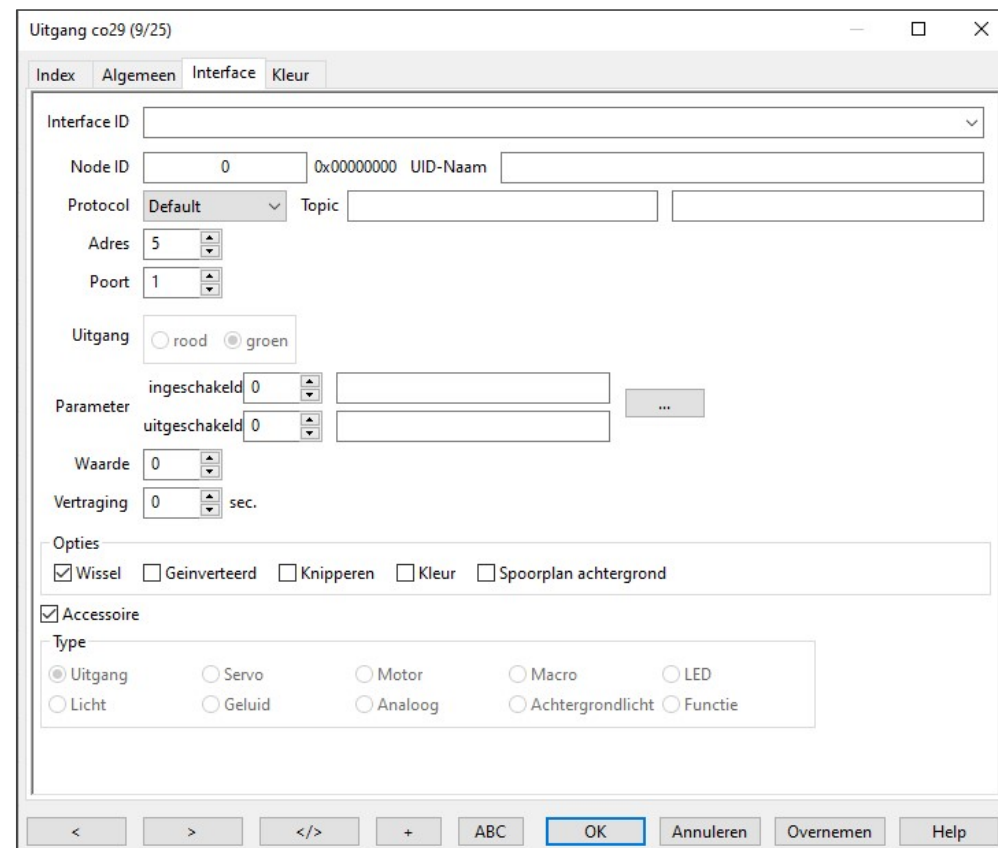 Uitgang co29 (9/25)
Index Algemeen Interface Kleur
Interface ID
Node ID 0 0x00000000 UID-Naam
Protocol Default Topic
Adres 5
Poort 1
Uitgang rood groen
ingeschakeld 0
Parameter ...
uitgeschakeld 0
Waarde 0
Vertraging 0 sec.
Opties
Wissel Geinverteerd Knipperen Kleur Spoorplan achtergrond
Accessoire
Type
Uitgang Servo Motor Macro LED
Licht Geluid Analoog Achtergrondlicht Functie
< > </> + ABC OK Annuleren Overnemen Help